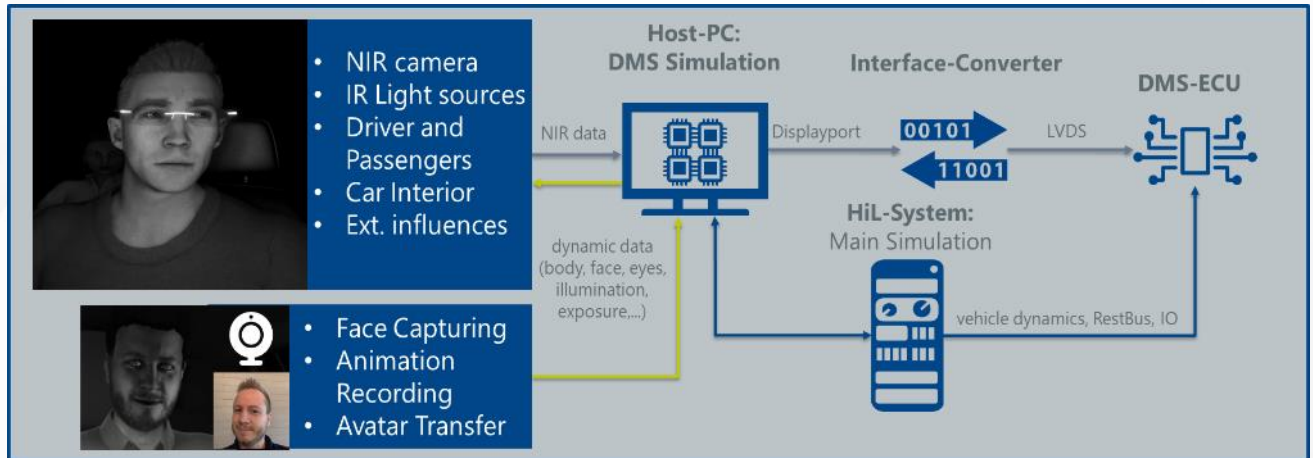 • NIR camera
• IR Light sources
• Driver and
Passengers
• Car Interior
• Ext. influences
NIR data
Host-PC:
DMS Simulation
Displayport
Interface-Converter
00101
11001
LVDS
DMS-ECU
dynamic data
(body, face, eyes,
illumination,
exposure,...)
HiL-System:
Main Simulation
vehicle dynamics, RestBus, IO
• Face Capturing
• Animation
Recording
• Avatar Transfer